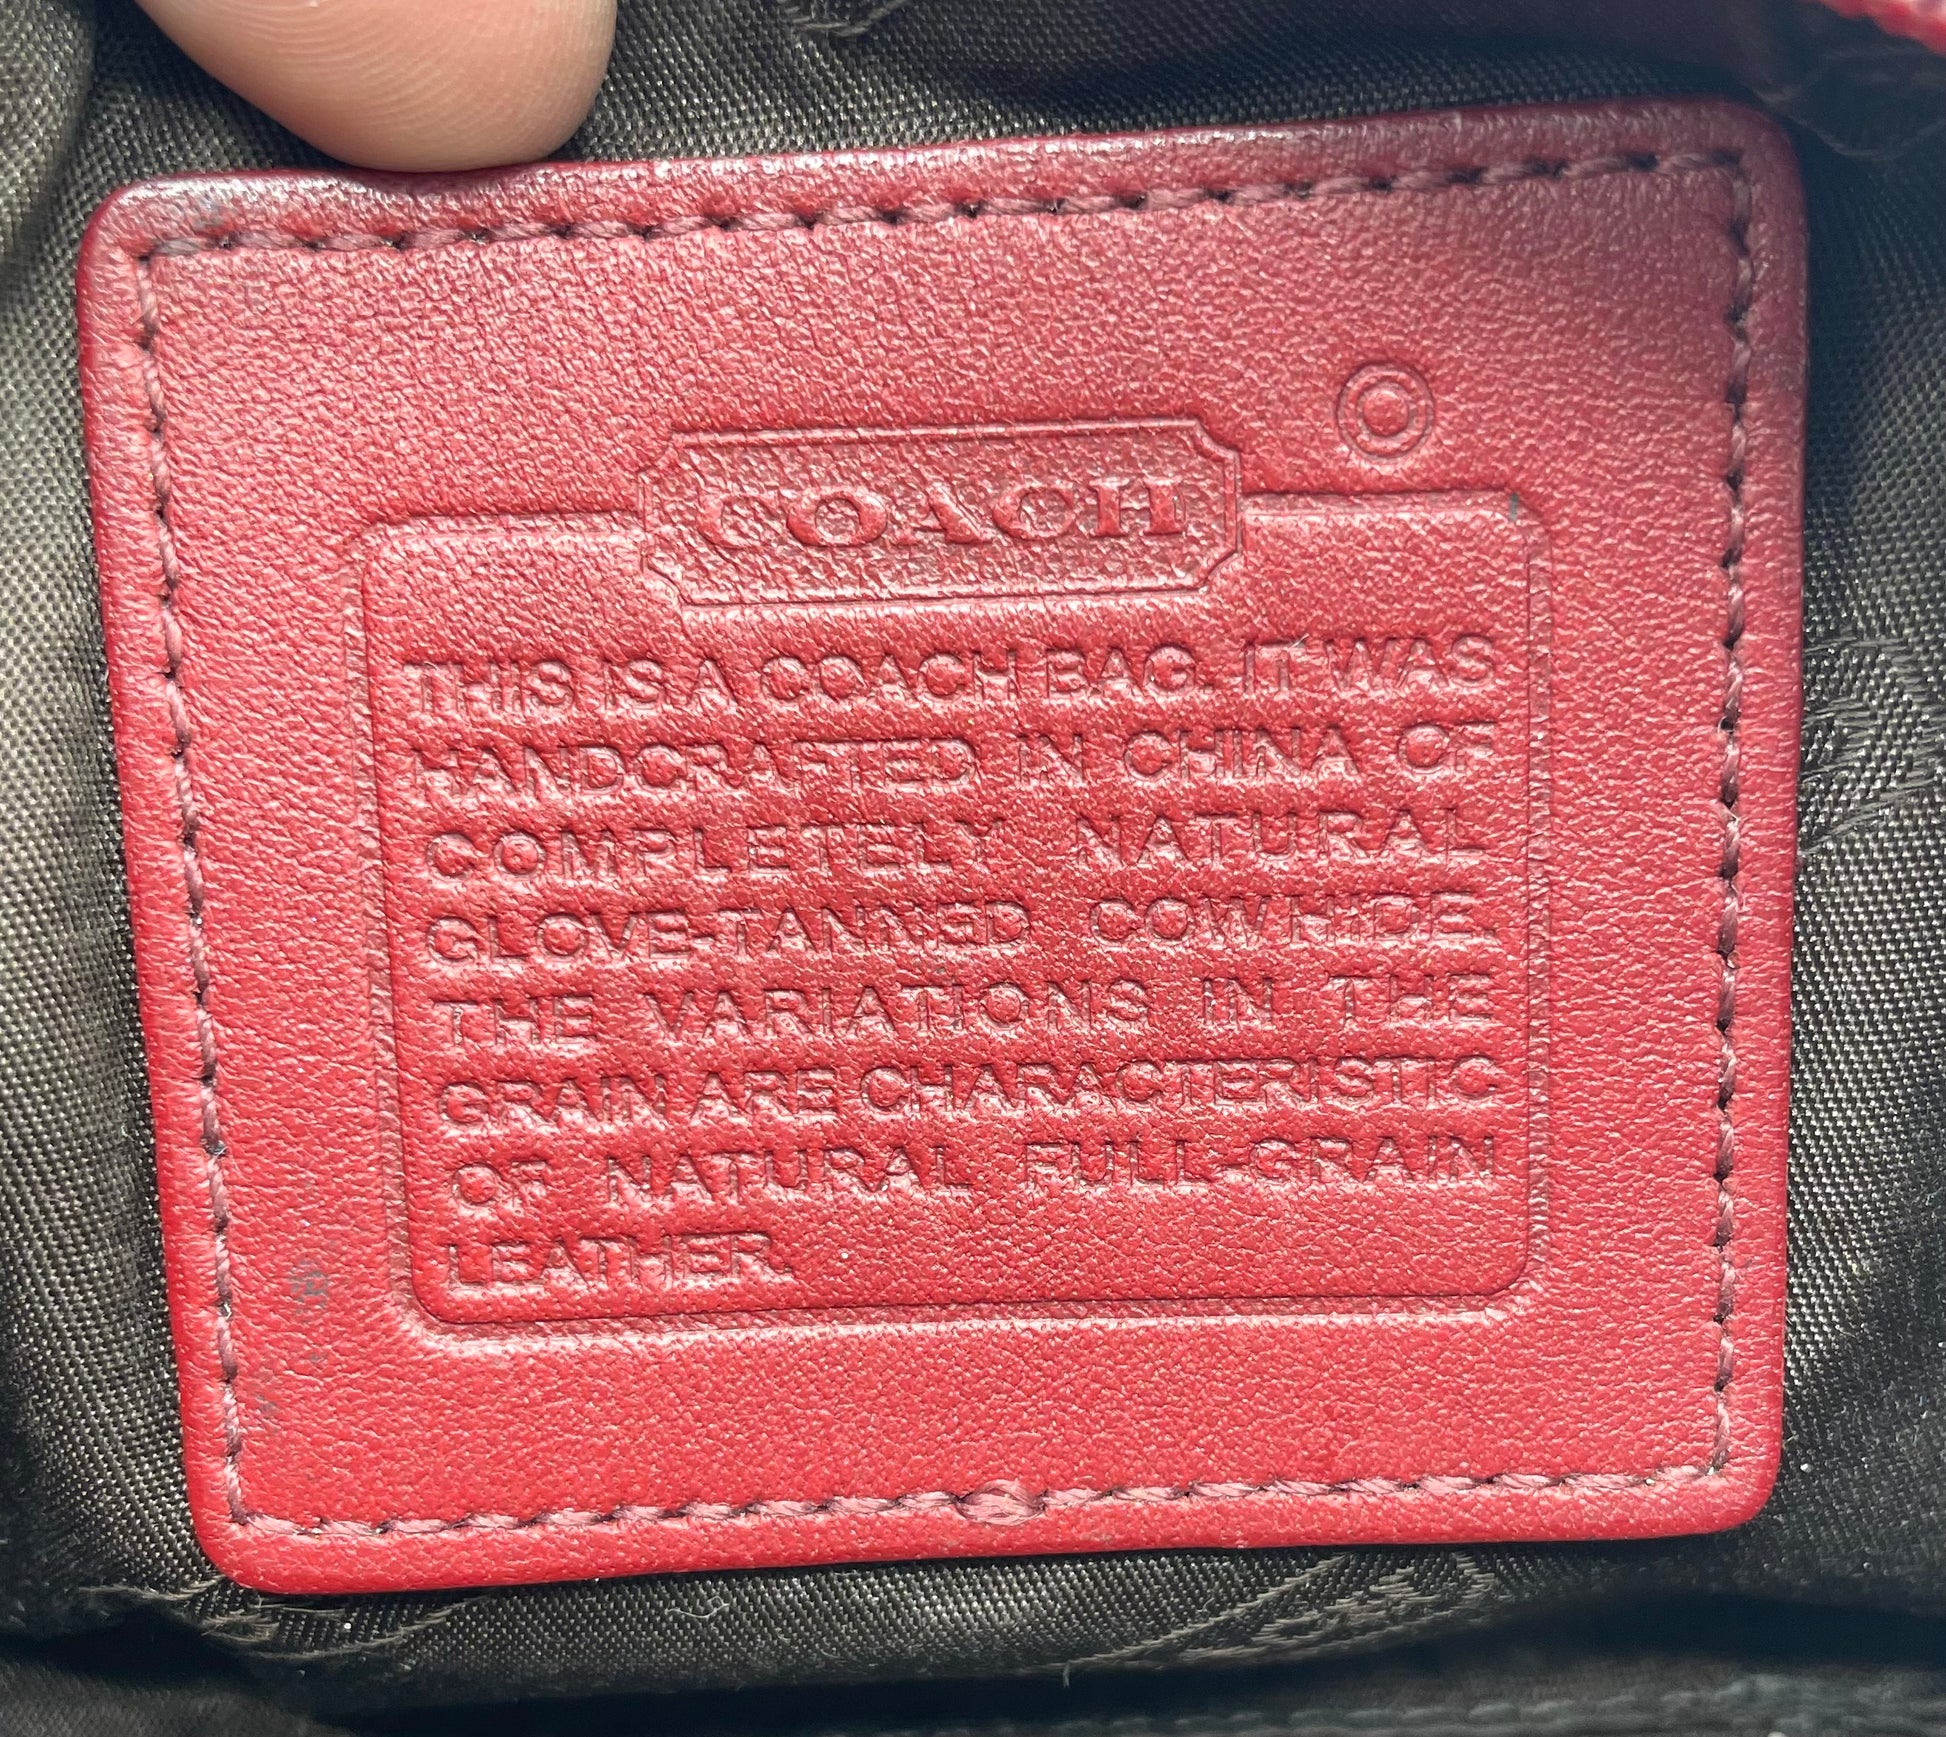 ©
COACH
THIS IS A COACH BAG. IT WAS
HANDCRAFTED IN CHINA OF
COMPLETELY NATURAL
GLOVE-TANNED COWHIDE.
THE VARIATIONS IN THE
GRAIN ARE CHARACTERISTIC
OF NATURAL FULL-GRAIN
LEATHER.